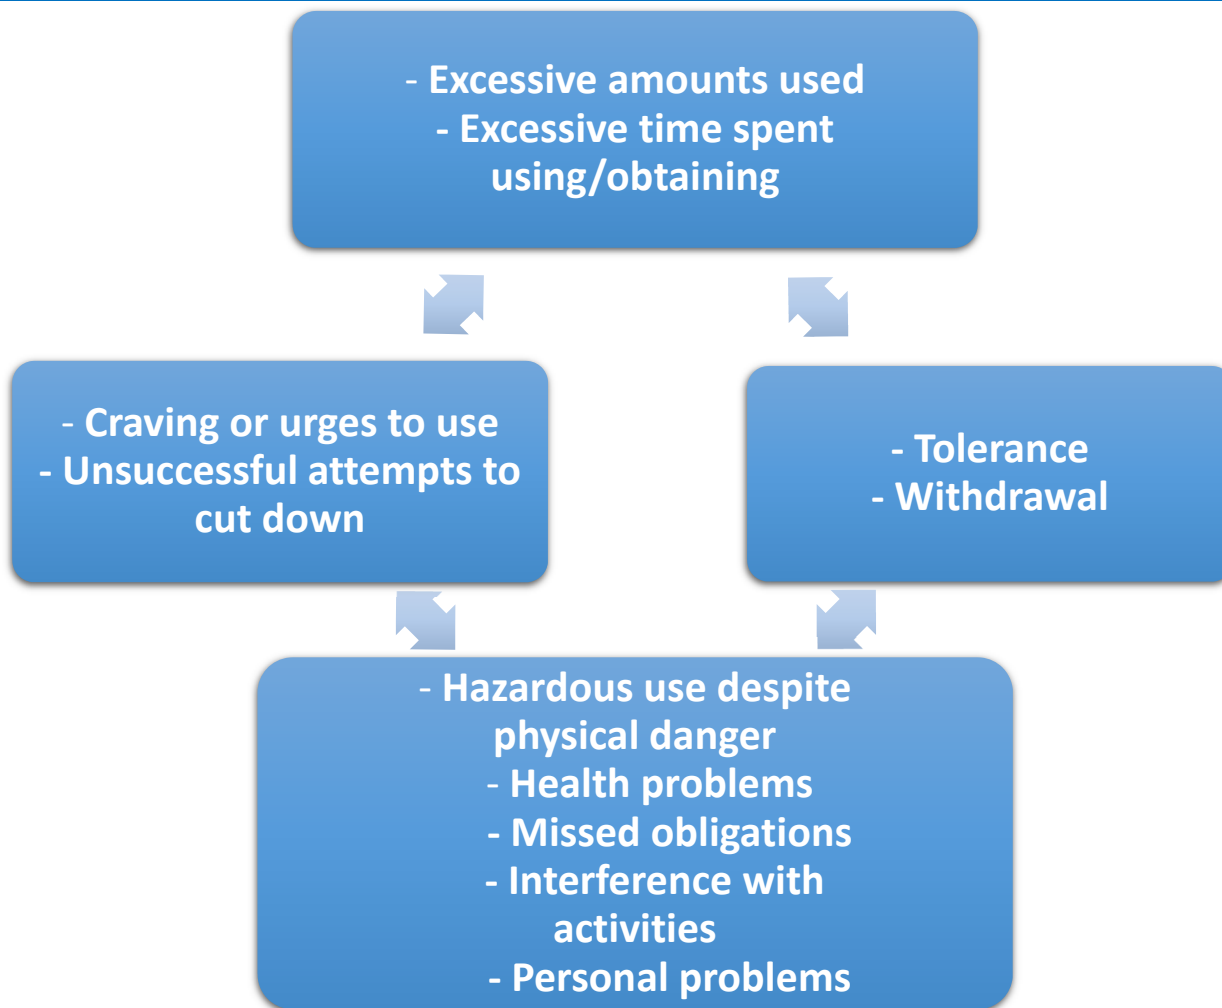 - Excessive amounts used
- Excessive time spent
using/obtaining
- Craving or urges to use
- Unsuccessful attempts to
cut down
- Tolerance
- Withdrawal
- Hazardous use despite
physical danger
- Health problems
- Missed obligations
- Interference with
activities
- Personal problems